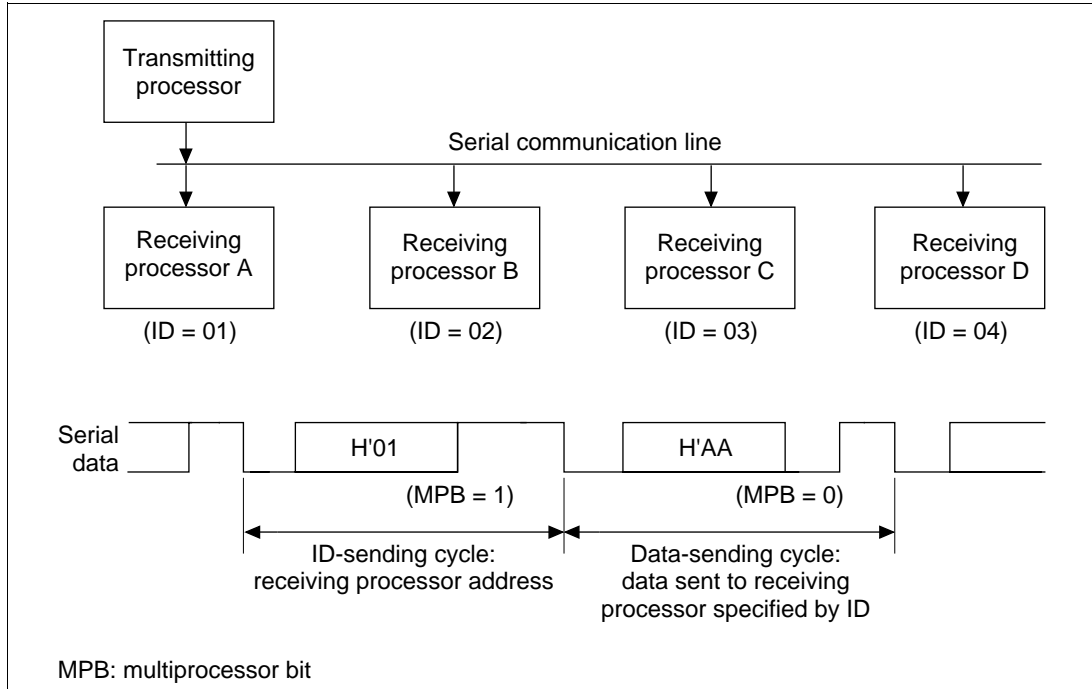 Transmitting
processor
Serial communication line
Receiving
processor A
Receiving
processor B
Receiving
processor C
Receiving
processor D
(ID = 01)
(ID = 02)
(ID = 03)
(ID = 04)
Serial
data
H'01
H'AA
(MPB = 1)
(MPB = 0)
ID-sending cycle:
receiving processor address
Data-sending cycle:
data sent to receiving
processor specified by ID
MPB: multiprocessor bit